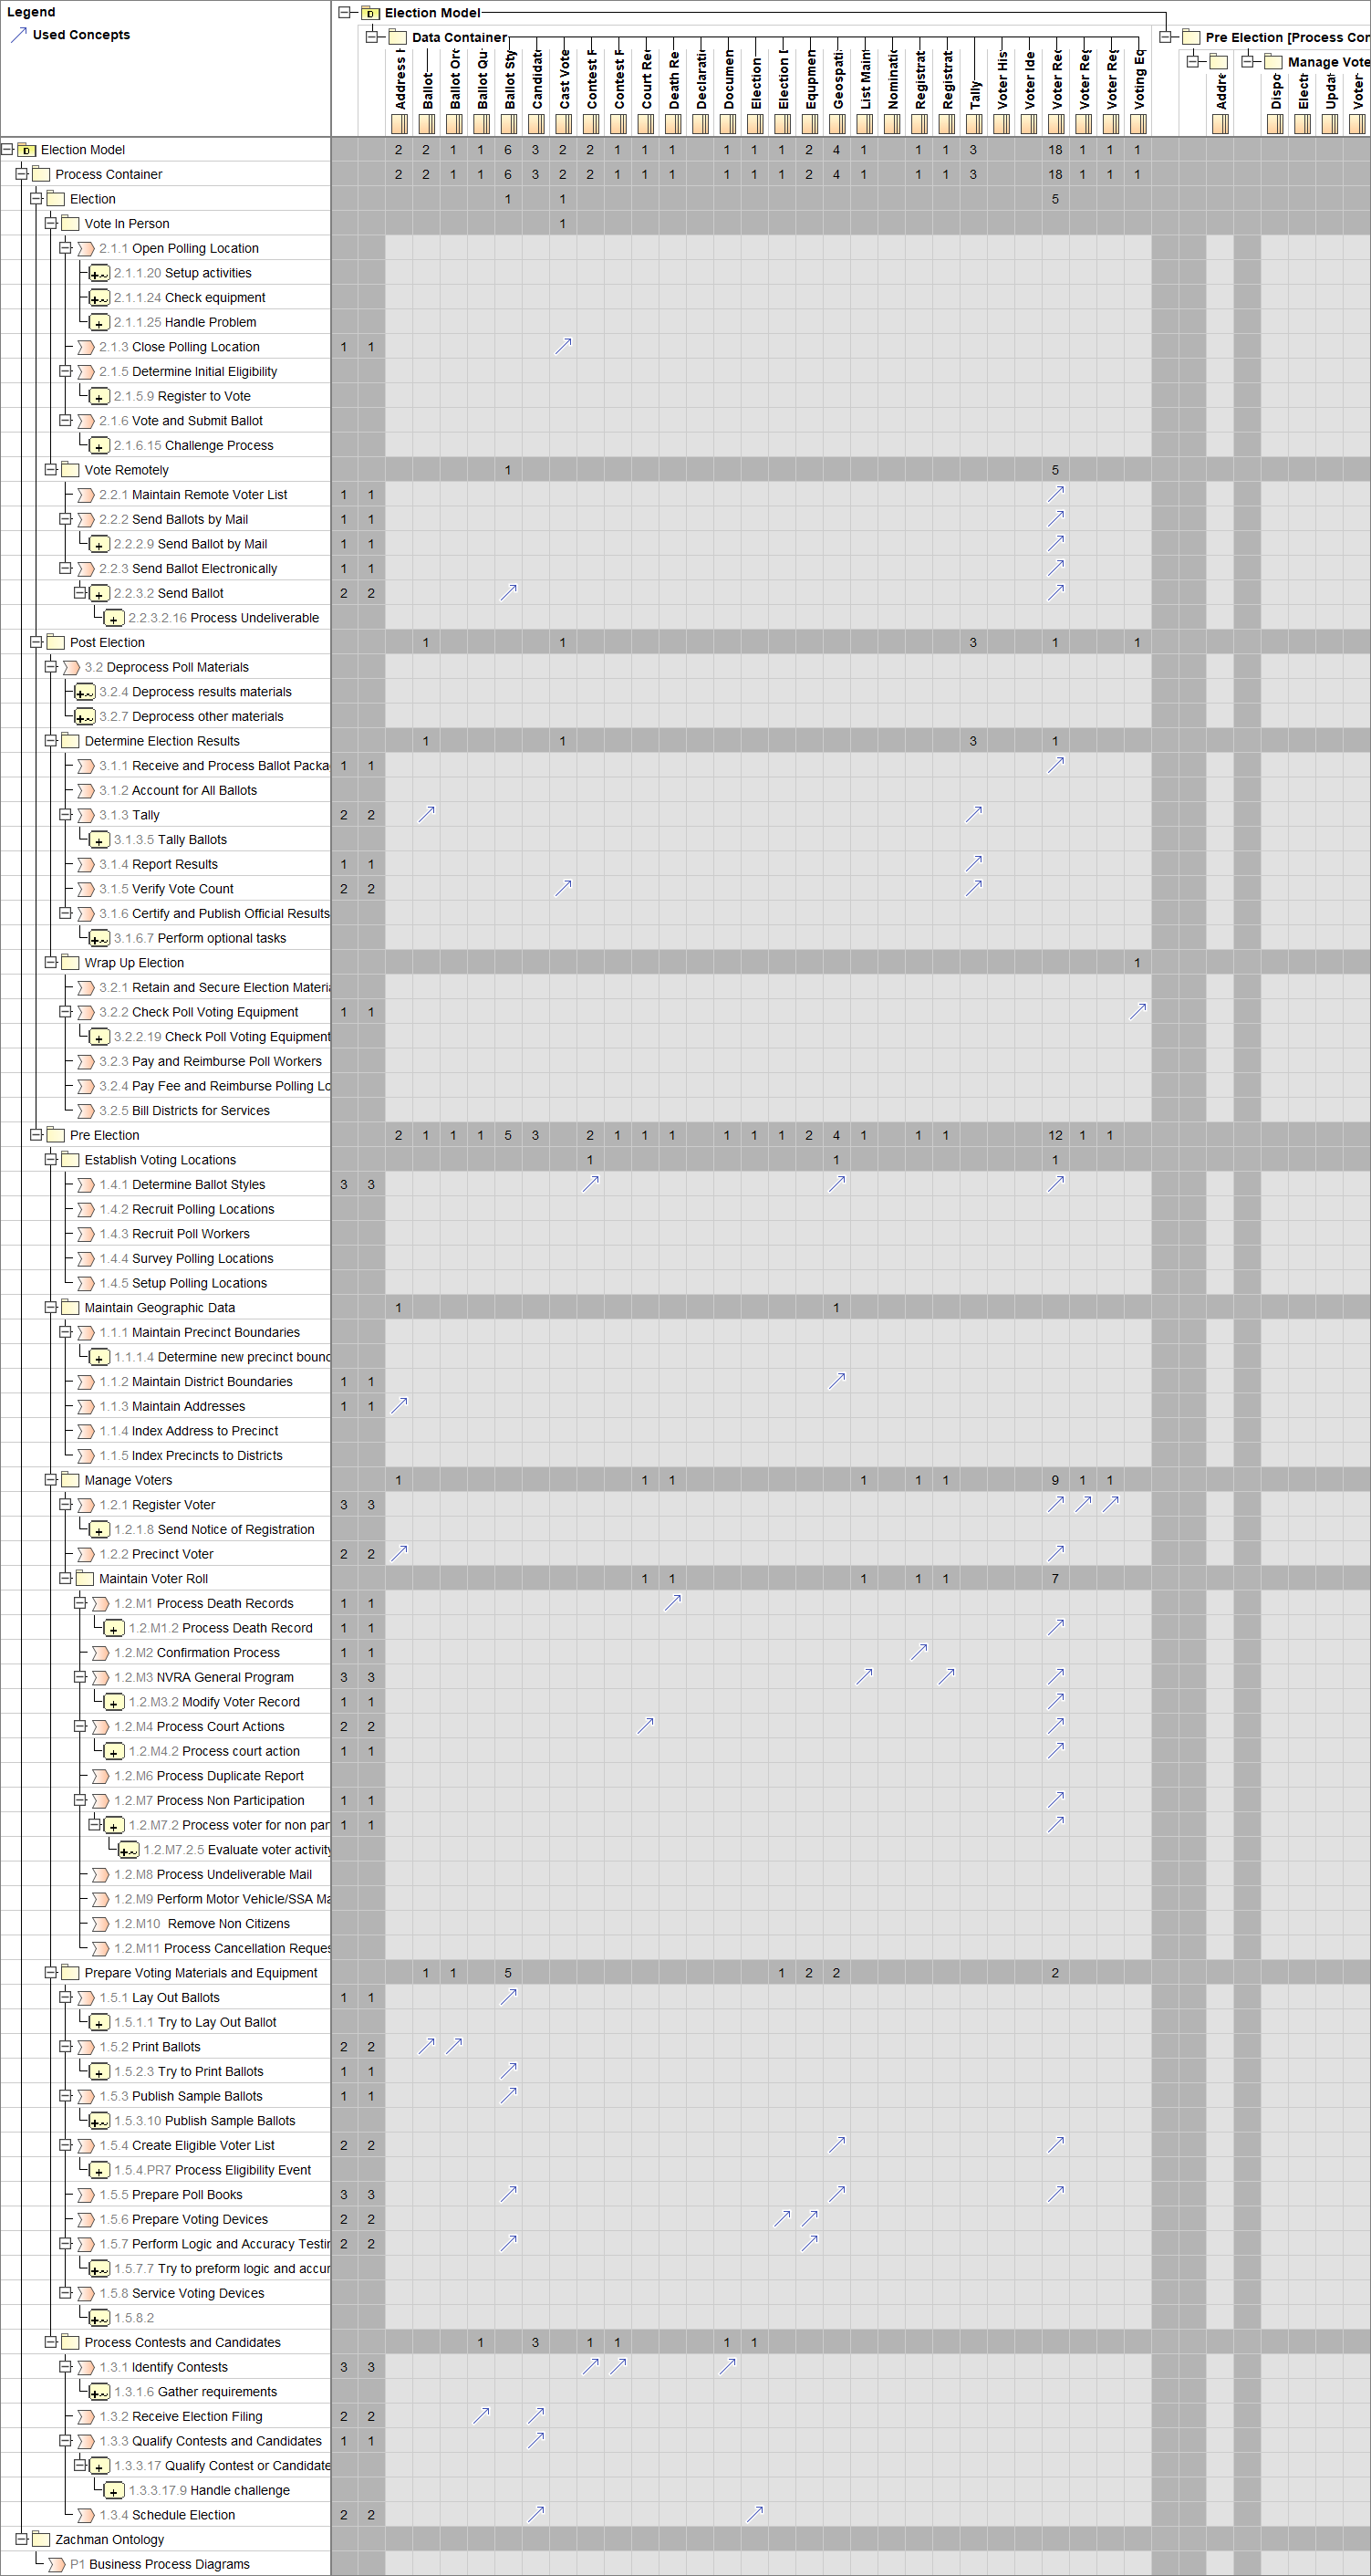 Legend
Used Concepts
Election Model
Data Container
Pre Election [Process Con
Manage Vote
Address
Ballot
Ballot Ord
Ballot Qu
Ballot Sty
Candidat
Cast Vote
Contest
Contest
Court Re
Death Re
Declarati
Documen
Election
Election
Equpmen
Geospati
List Maint
Nominati
Registrat
Registrat
Tally
Voter His
Voter Ide
Voter Rec
Voter Reg
Voter Reg
Voting Eq
Addre
Dispo
Electi
Updat
Voter
Election Model 2 2 1 1 6 3 2 2 1 1 1 1 1 1 2 4 1 1 1 3 18 1 1 1
Process Container 2 2 1 1 6 3 2 2 1 1 1 1 1 1 2 4 1 1 1 3 18 1 1 1
Election 1 1 5
Vote In Person 1
2.1.1 Open Polling Location
2.1.1.20 Setup activities
2.1.1.24 Check equipment
2.1.1.25 Handle Problem
2.1.3 Close Polling Location 1 1
2.1.5 Determine Initial Eligibility
2.1.5.9 Register to Vote
2.1.6 Vote and Submit Ballot
2.1.6.15 Challenge Process
Vote Remotely 1 5
2.2.1 Maintain Remote Voter List 1 1
2.2.2 Send Ballots by Mail 1 1
2.2.2.9 Send Ballot by Mail 1 1
2.2.3 Send Ballot Electronically 1 1
2.2.3.2 Send Ballot 2 2
2.2.3.2.16 Process Undeliverable
Post Election 1 1 3 1 1
3.2 Deprocess Poll Materials
3.2.4 Deprocess results materials
3.2.7 Deprocess other materials
Determine Election Results 1 1 3 1
3.1.1 Receive and Process Ballot Packa 1 1
3.1.2 Account for All Ballots
3.1.3 Tally 2 2
3.1.3.5 Tally Ballots
3.1.4 Report Results 1 1
3.1.5 Verify Vote Count 2 2
3.1.6 Certify and Publish Official Results
3.1.6.7 Perform optional tasks
Wrap Up Election 1
3.2.1 Retain and Secure Election Materi
3.2.2 Check Poll Voting Equipment 1 1
3.2.2.19 Check Poll Voting Equipment
3.2.3 Pay and Reimburse Poll Workers
3.2.4 Pay Fee and Reimburse Polling Lo
3.2.5 Bill Districts for Services
Pre Election 2 1 1 1 5 3 2 1 1 1 1 1 1 2 4 1 1 1 12 1 1
Establish Voting Locations 1 1 1
1.4.1 Determine Ballot Styles 3 3
1.4.2 Recruit Polling Locations
1.4.3 Recruit Poll Workers
1.4.4 Survey Polling Locations
1.4.5 Setup Polling Locations
Maintain Geographic Data 1 1
1.1.1 Maintain Precinct Boundaries
1.1.1.4 Determine new precinct bound
1.1.2 Maintain District Boundaries 1 1
1.1.3 Maintain Addresses 1 1
1.1.4 Index Address to Precinct
1.1.5 Index Precincts to Districts
Manage Voters 1 1 1 1 1 1 9 1 1
1.2.1 Register Voter 3 3
1.2.1.8 Send Notice of Registration
1.2.2 Precinct Voter 2 2
Maintain Voter Roll 1 1 1 1 1 7
1.2.M1 Process Death Records 1 1
1.2.M1.2 Process Death Record 1 1
1.2.M2 Confirmation Process 1 1
1.2.M3 NVRA General Program 3 3
1.2.M3.2 Modify Voter Record 1 1
1.2.M4 Process Court Actions 2 2
1.2.M4.2 Process court action 1 1
1.2.M6 Process Duplicate Report
1.2.M7 Process Non Participation 1 1
1.2.M7.2 Process voter for non par 1 1
1.2.M7.2.5 Evaluate voter activity
1.2.M8 Process Undeliverable Mail
1.2.M9 Perform Motor Vehicle/SSA Ma
1.2.M10 Remove Non Citizens
1.2.M11 Process Cancellation Reques
Prepare Voting Materials and Equipment 1 1 5 1 2 2 2
1.5.1 Lay Out Ballots 1 1
1.5.1.1 Try to Lay Out Ballot
1.5.2 Print Ballots 2 2
1.5.2.3 Try to Print Ballots 1 1
1.5.3 Publish Sample Ballots 1 1
1.5.3.10 Publish Sample Ballots
1.5.4 Create Eligible Voter List 2 2
1.5.4.PR7 Process Eligibility Event
1.5.5 Prepare Poll Books 3 3
1.5.6 Prepare Voting Devices 2 2
1.5.7 Perform Logic and Accuracy Testin 2 2
1.5.7.7 Try to preform logic and accur
1.5.8 Service Voting Devices
1.5.8.2
Process Contests and Candidates 1 3 1 1 1 1
1.3.1 Identify Contests 3 3
1.3.1.6 Gather requirements
1.3.2 Receive Election Filing 2 2
1.3.3 Qualify Contests and Candidates 1 1
1.3.3.17 Qualify Contest or Candidate
1.3.3.17.9 Handle challenge
1.3.4 Schedule Election 2 2
Zachman Ontology
P1 Business Process Diagrams